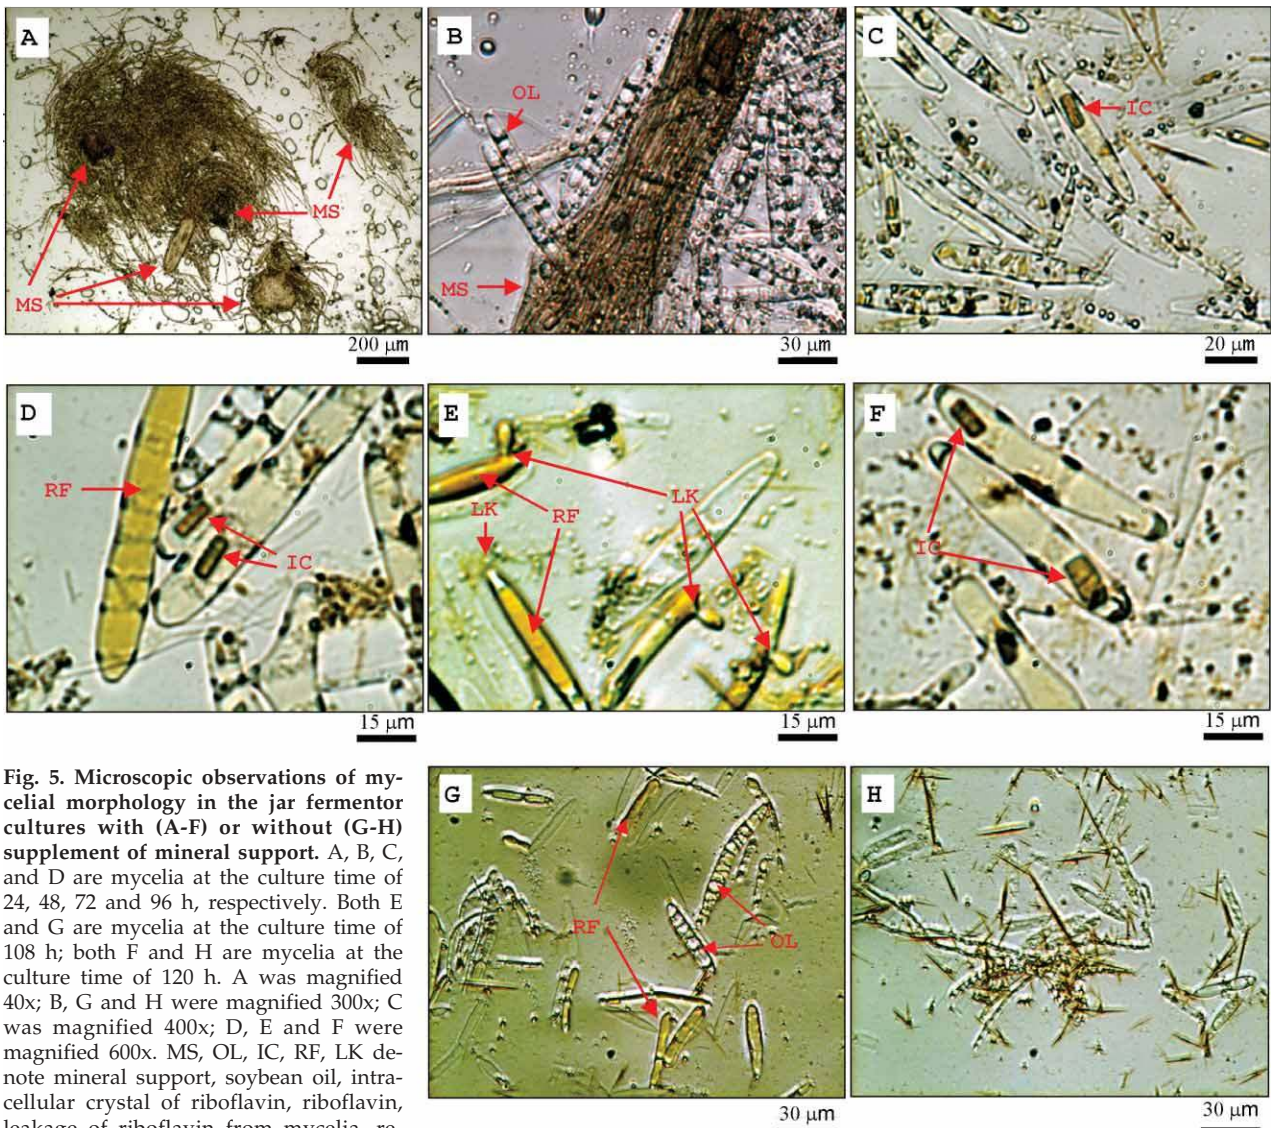 A
MS
MS
200 µm
B
OL
MS
30 µm
C
IC
20 µm
D
RF
IC
15 µm
E
LK
RF
LK
15 µm
F
IC
15 µm
Fig. 5. Microscopic observations of my-
celial morphology in the jar fermentor
cultures with (A-F) or without (G-H)
supplement of mineral support. A, B, C,
and D are mycelia at the culture time of
24, 48, 72 and 96 h, respectively. Both E
and G are mycelia at the culture time of
108 h; both F and H are mycelia at the
culture time of 120 h. A was magnified
40x; B, G and H were magnified 300x; C
was magnified 400x; D, E and F were
magnified 600x. MS, OL, IC, RF, LK de-
note mineral support, soybean oil, intra-
cellular crystal of riboflavin, riboflavin,
leakage of riboflavin from mycelia, re-
G
RF
OL
30 µm
H
30 µm